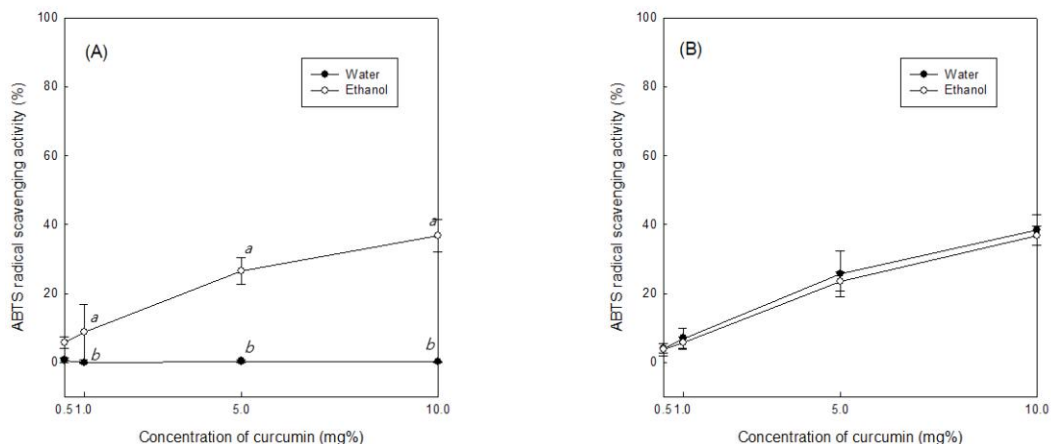 (A)
Water
Ethanol
ABTS radical scavenging activity (%)
100
80
60
40
20
0
a
a
a
b
b
b
0.5
1.0
5.0
10.0
Concentration of curcumin (mg%)
(B)
Water
Ethanol
ABTS radical scavenging activity (%)
100
80
60
40
20
0
0.5
1.0
5.0
10.0
Concentration of curcumin (mg%)